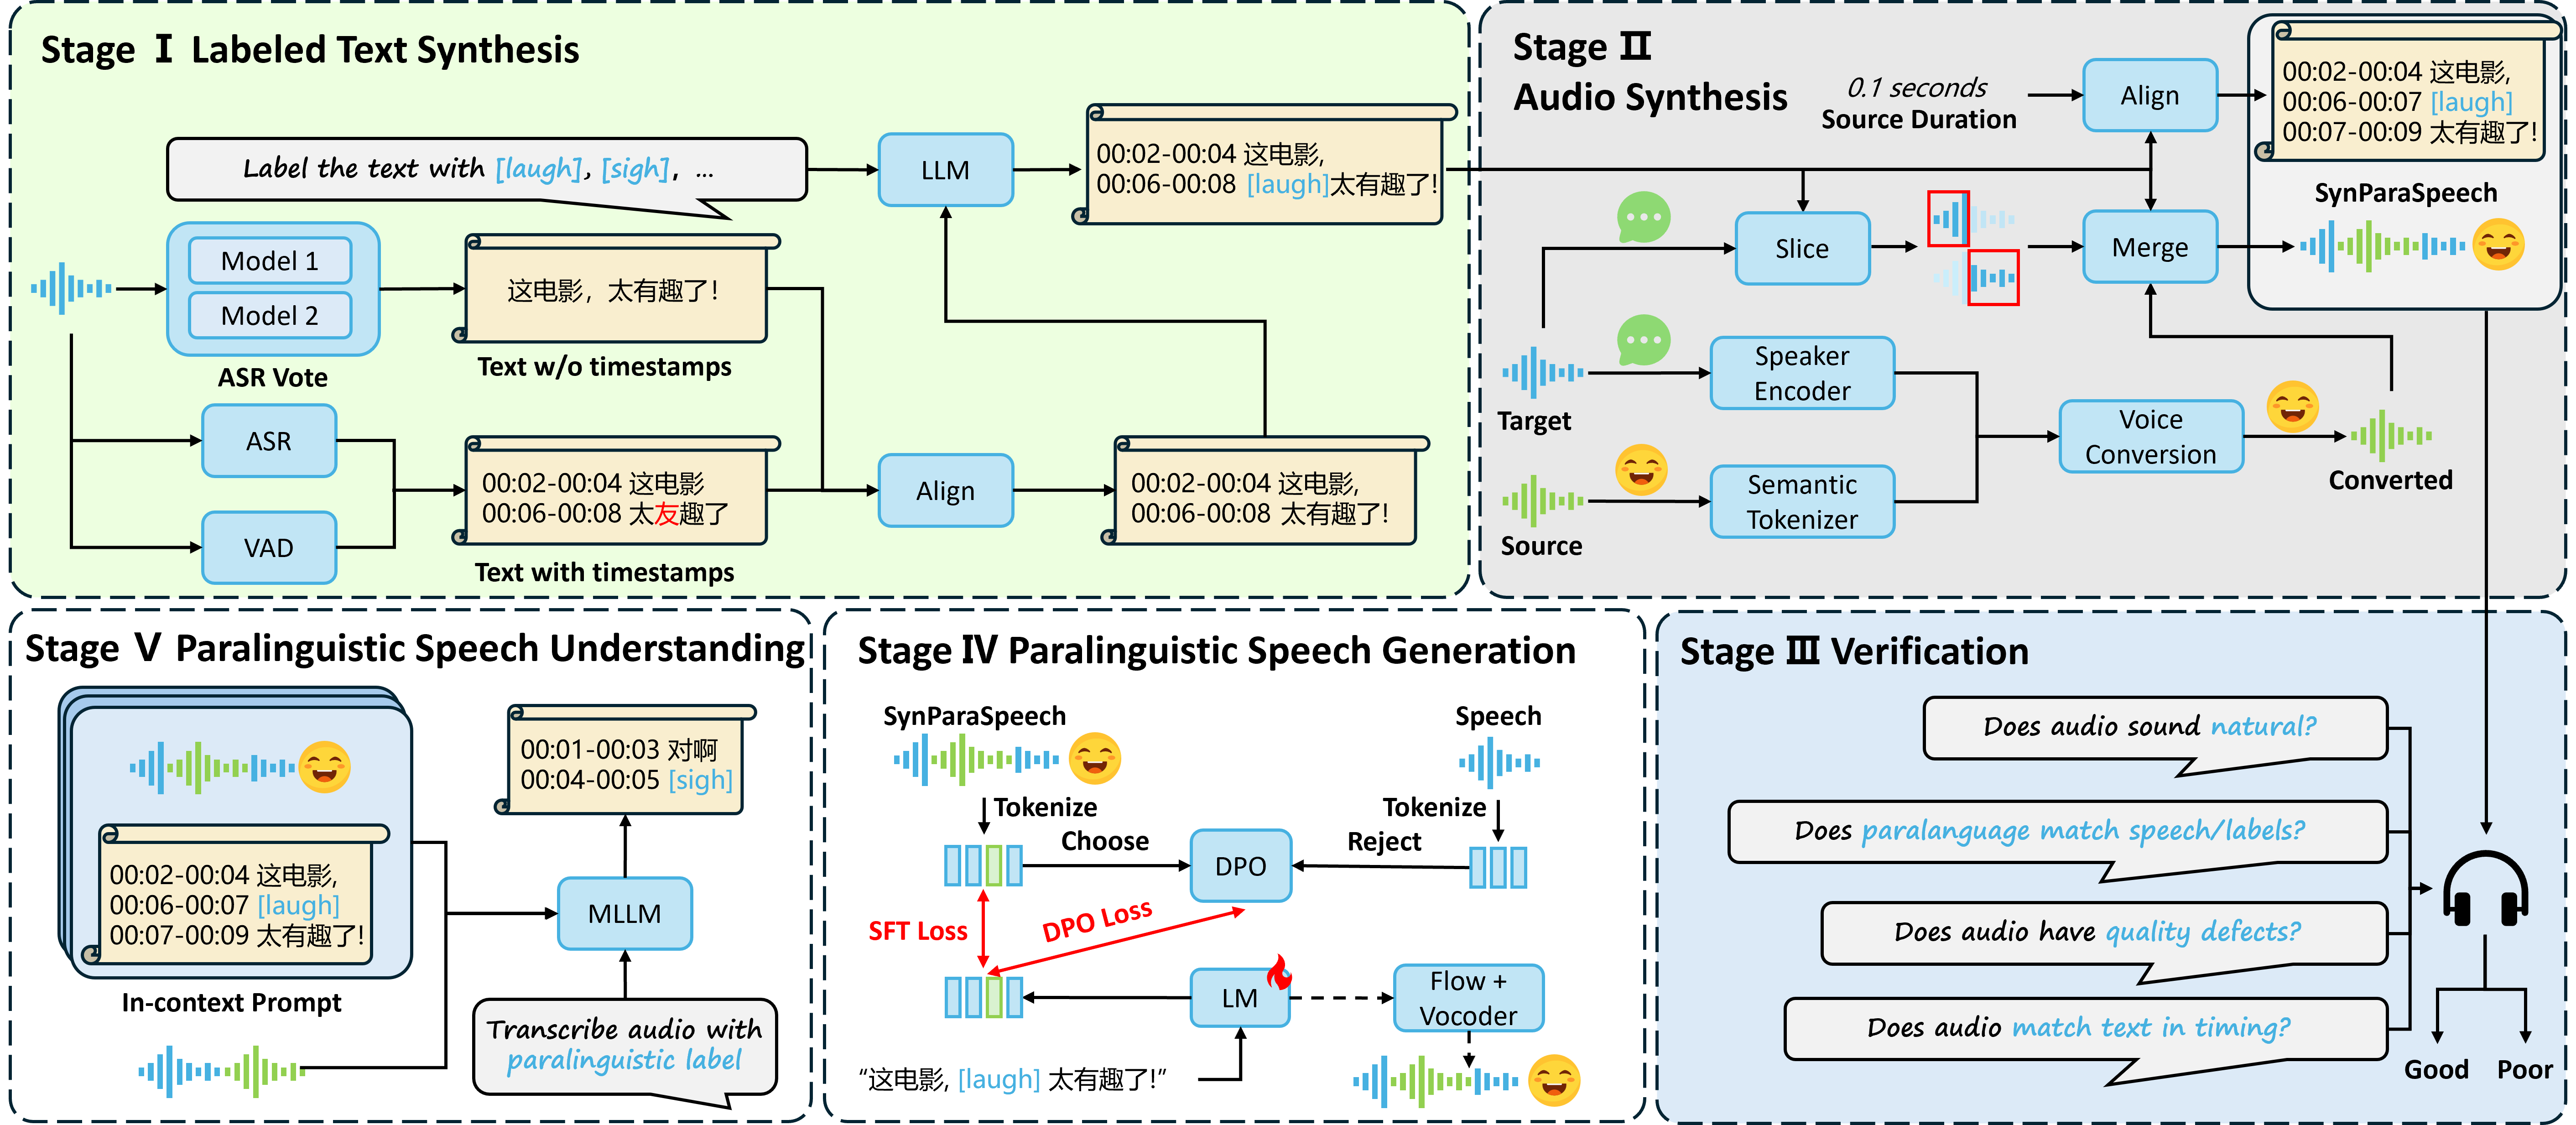 Stage Ⅰ Labeled Text Synthesis
Label the text with [laugh], [sigh], ...
LLM
00:02-00:04 这电影,
00:06-00:08 [laugh]太有趣了!
Model 1
Model 2
ASR Vote
这电影，太有趣了!
Text w/o timestamps
ASR
VAD
00:02-00:04 这电影
00:06-00:08 太友趣了
Text with timestamps
Align
00:02-00:04 这电影,
00:06-00:08 太有趣了!
Stage Ⅱ
Audio Synthesis
0.1 seconds
Source Duration
Align
00:02-00:04 这电影,
00:06-00:07 [laugh]
00:07-00:09 太有趣了!
SynParaSpeech
Slice
Merge
Target
Speaker
Encoder
Source
Semantic
Tokenizer
Voice
Conversion
Converted
Stage Ⅴ Paralinguistic Speech Understanding
00:02-00:04 这电影,
00:06-00:07 [laugh]
00:07-00:09 太有趣了!
In-context Prompt
00:01-00:03 对啊
00:04-00:05 [sigh]
MLLM
Transcribe audio with
paralinguistic label
Stage Ⅳ Paralinguistic Speech Generation
SynParaSpeech
Speech
Tokenize
Tokenize
Choose
DPO
Reject
SFT Loss
DPO Loss
LM
Flow +
Vocoder
“这电影, [laugh] 太有趣了!”
Stage Ⅲ Verification
Does audio sound natural?
Does paralanguage match speech/labels?
Does audio have quality defects?
Does audio match text in timing?
Good
Poor